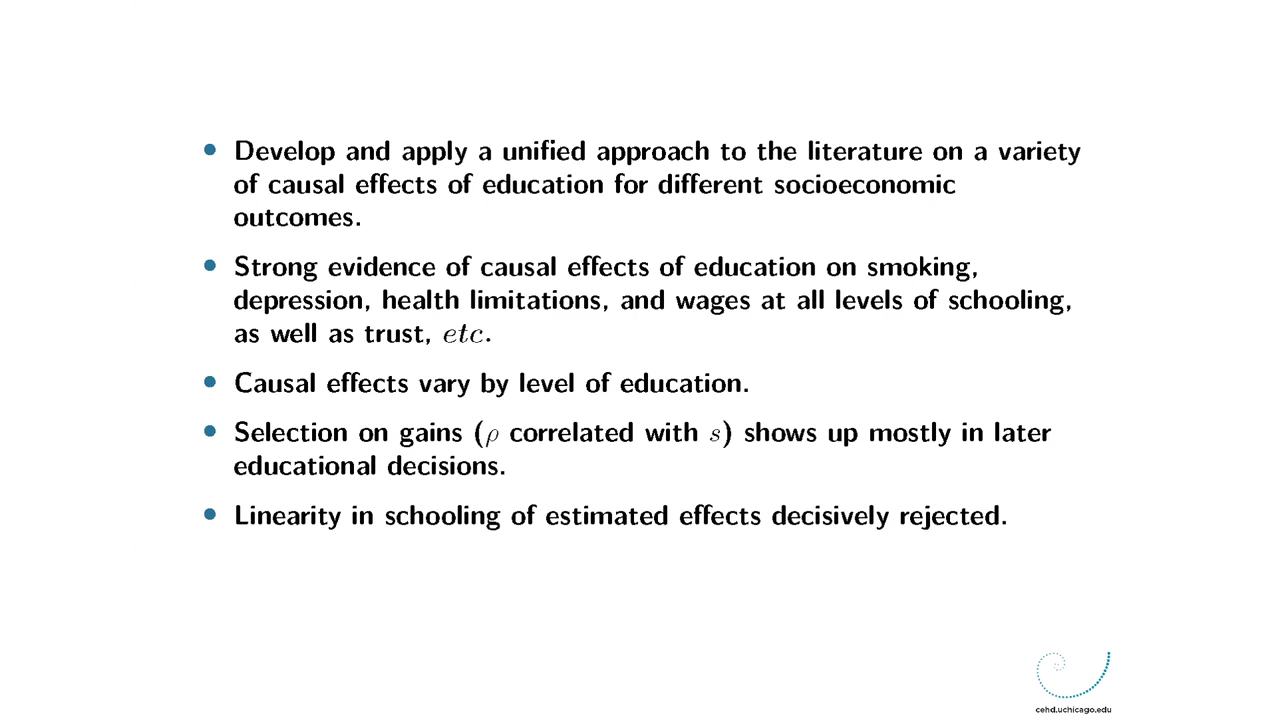 • Develop and apply a unified approach to the literature on a variety
of causal effects of education for different socioeconomic
outcomes.
• Strong evidence of causal effects of education on smoking,
depression, health limitations, and wages at all levels of schooling,
as well as trust, etc.
• Causal effects vary by level of education.
• Selection on gains (ρ correlated with s) shows up mostly in later
educational decisions.
• Linearity in schooling of estimated effects decisively rejected.
cehd.uchicago.edu